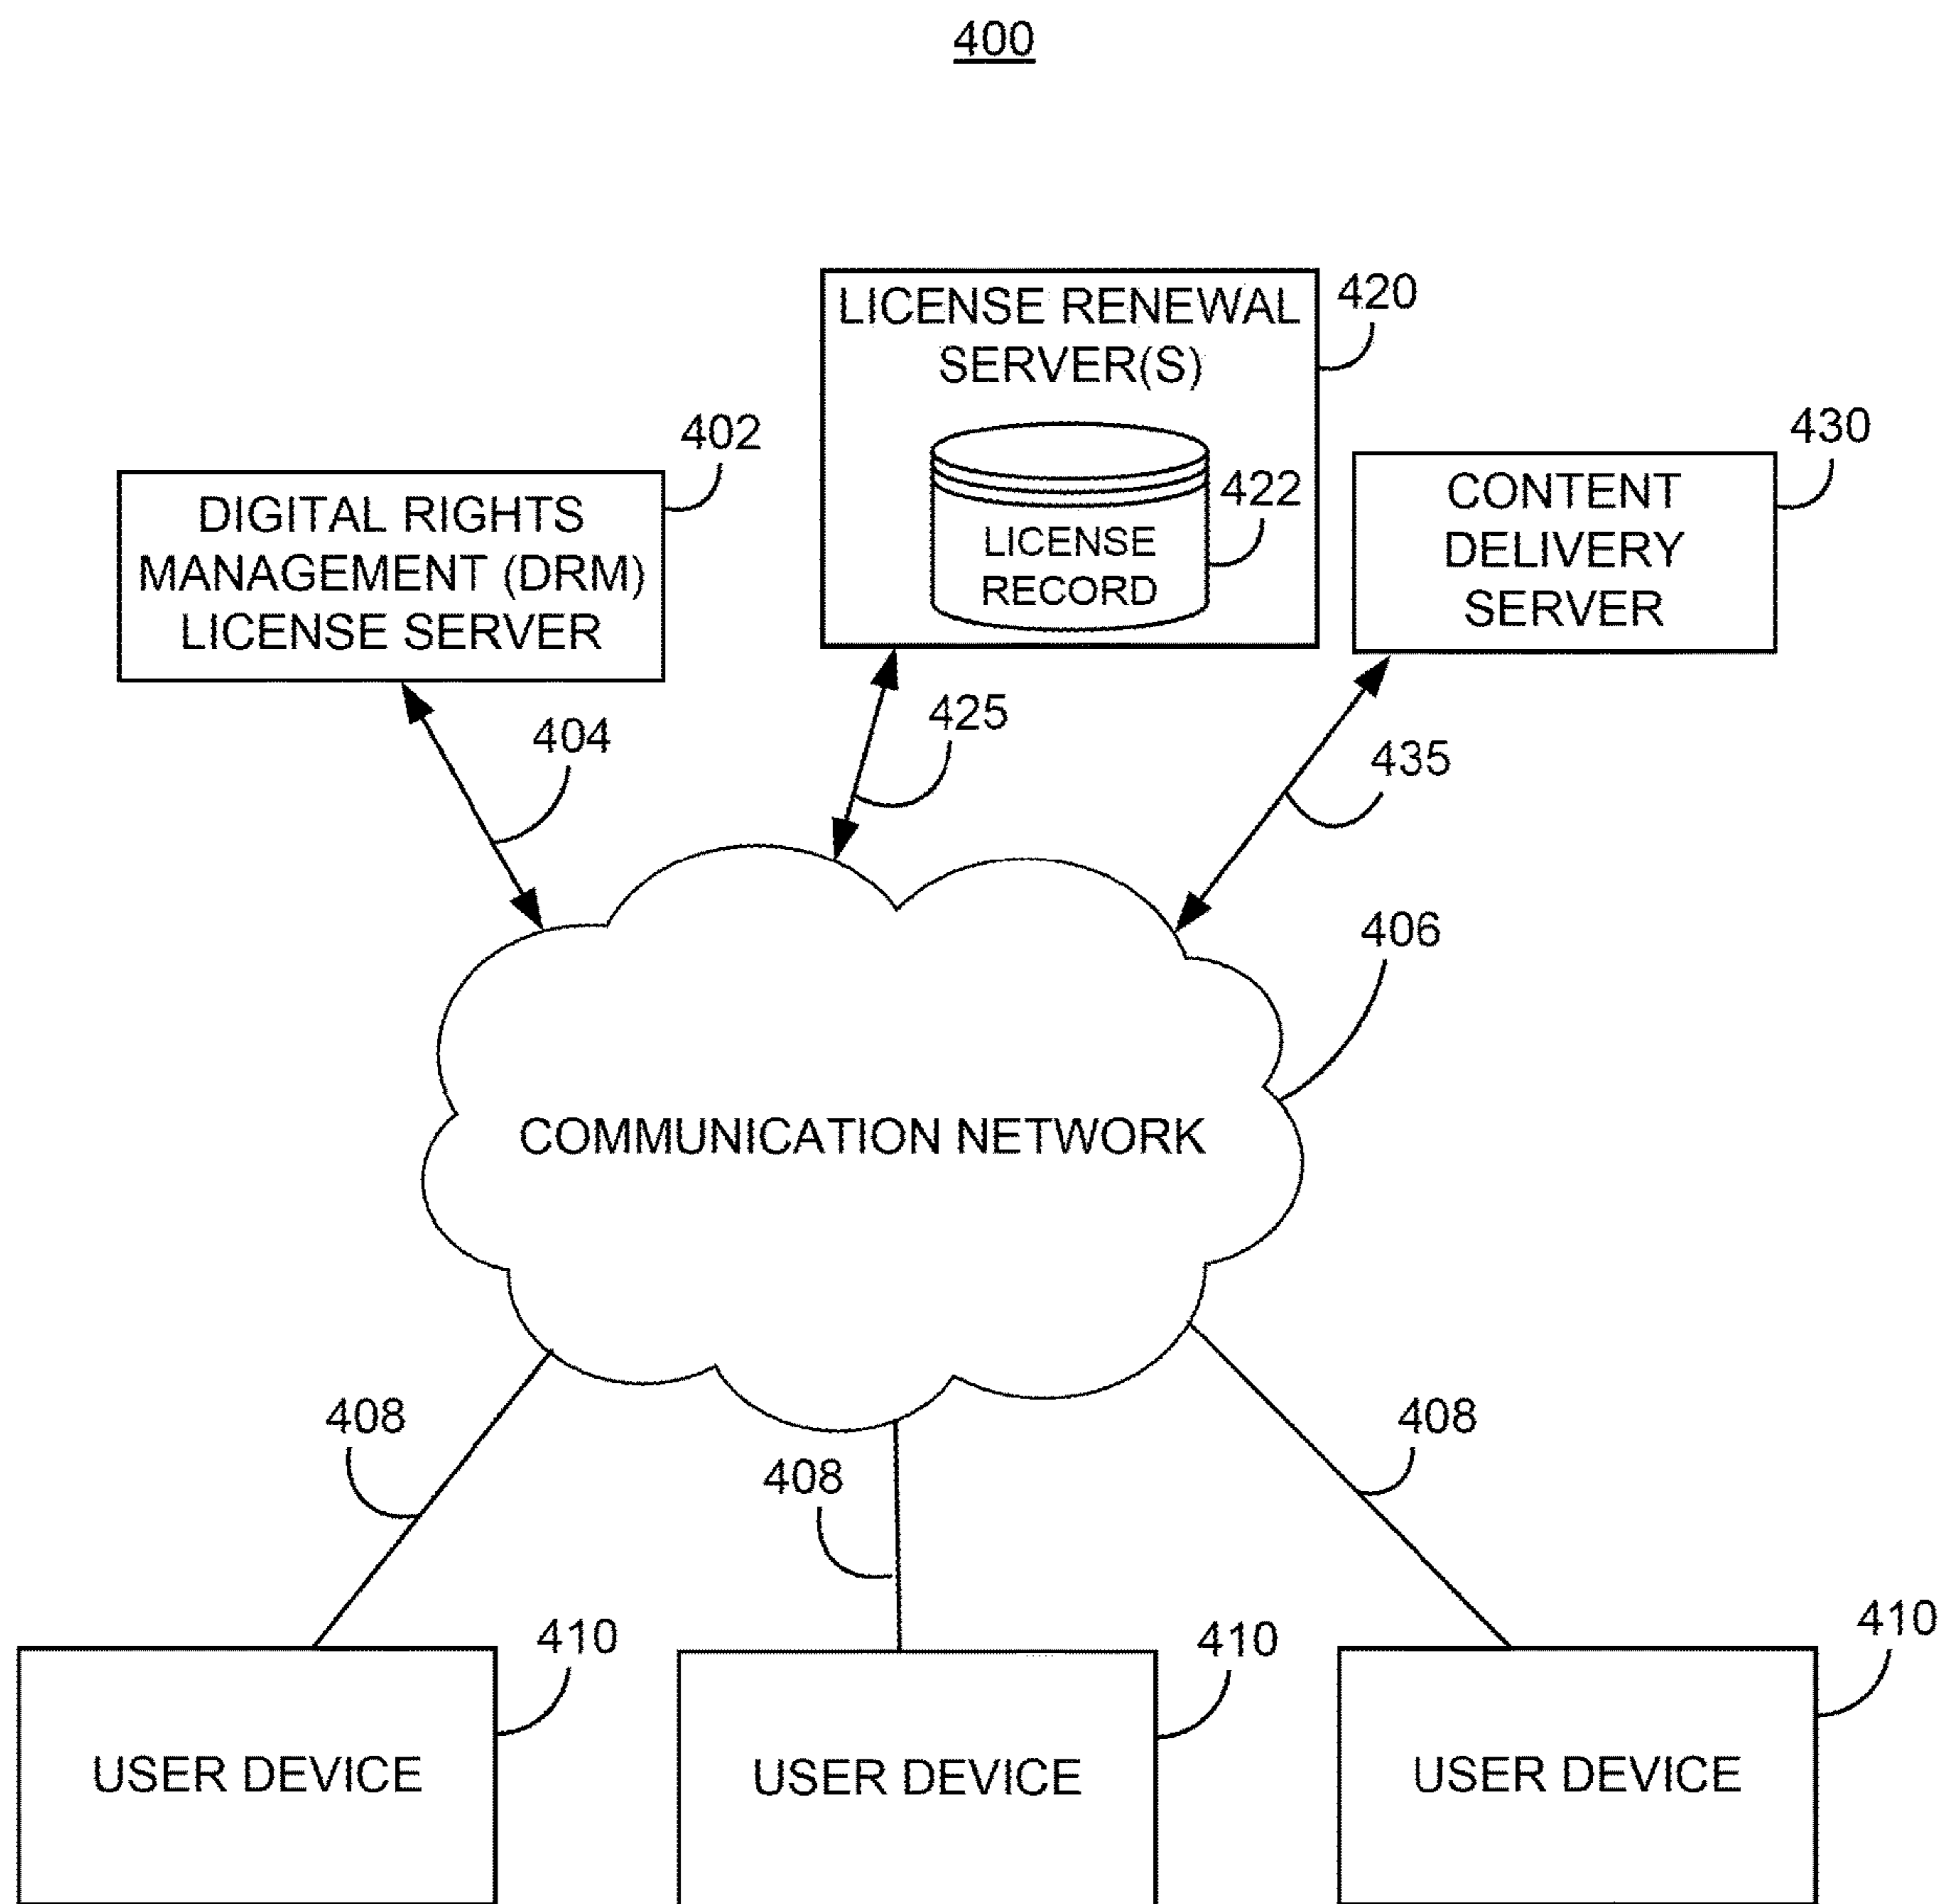 400
LICENSE RENEWAL
SERVER(S)
420
LICENSE
RECORD
422
DIGITAL RIGHTS
MANAGEMENT (DRM)
LICENSE SERVER
402
CONTENT
DELIVERY
SERVER
430
404
425
435
COMMUNICATION NETWORK
406
408
408
408
USER DEVICE
410
USER DEVICE
410
USER DEVICE
410